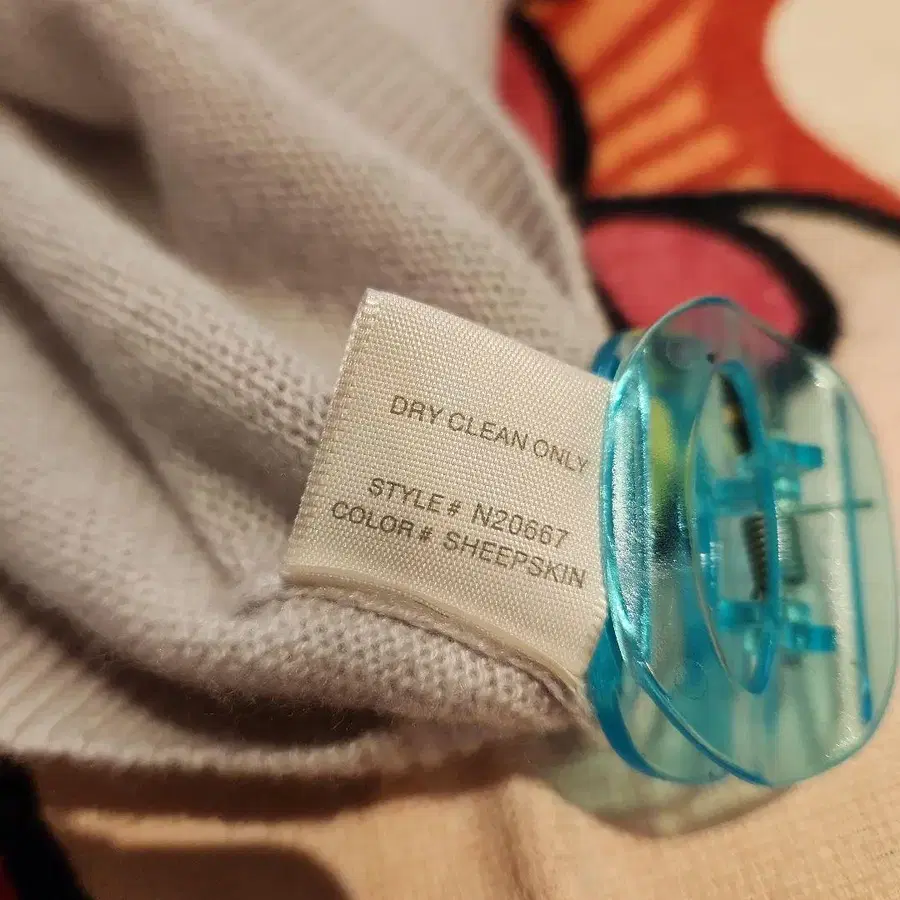 DRY CLEAN ONLY
STYLE# N20667
COLOR# SHEEPSKIN